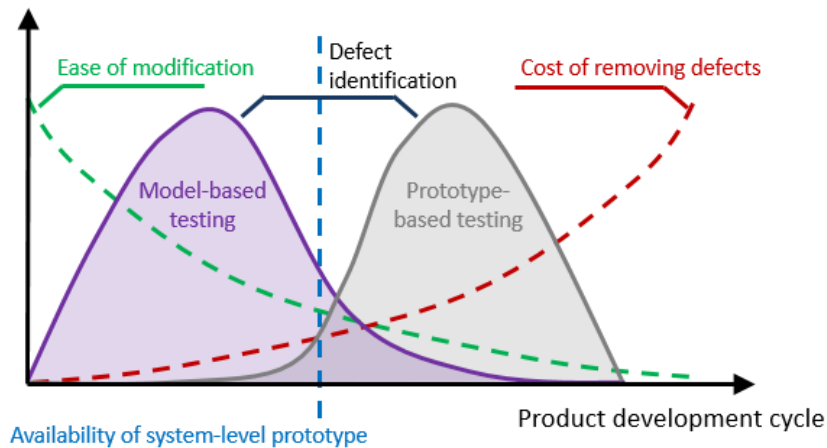 Ease of modification
Defect
identification
Cost of removing defects
Model-based
testing
Prototype-
based testing
Availability of system-level prototype
Product development cycle